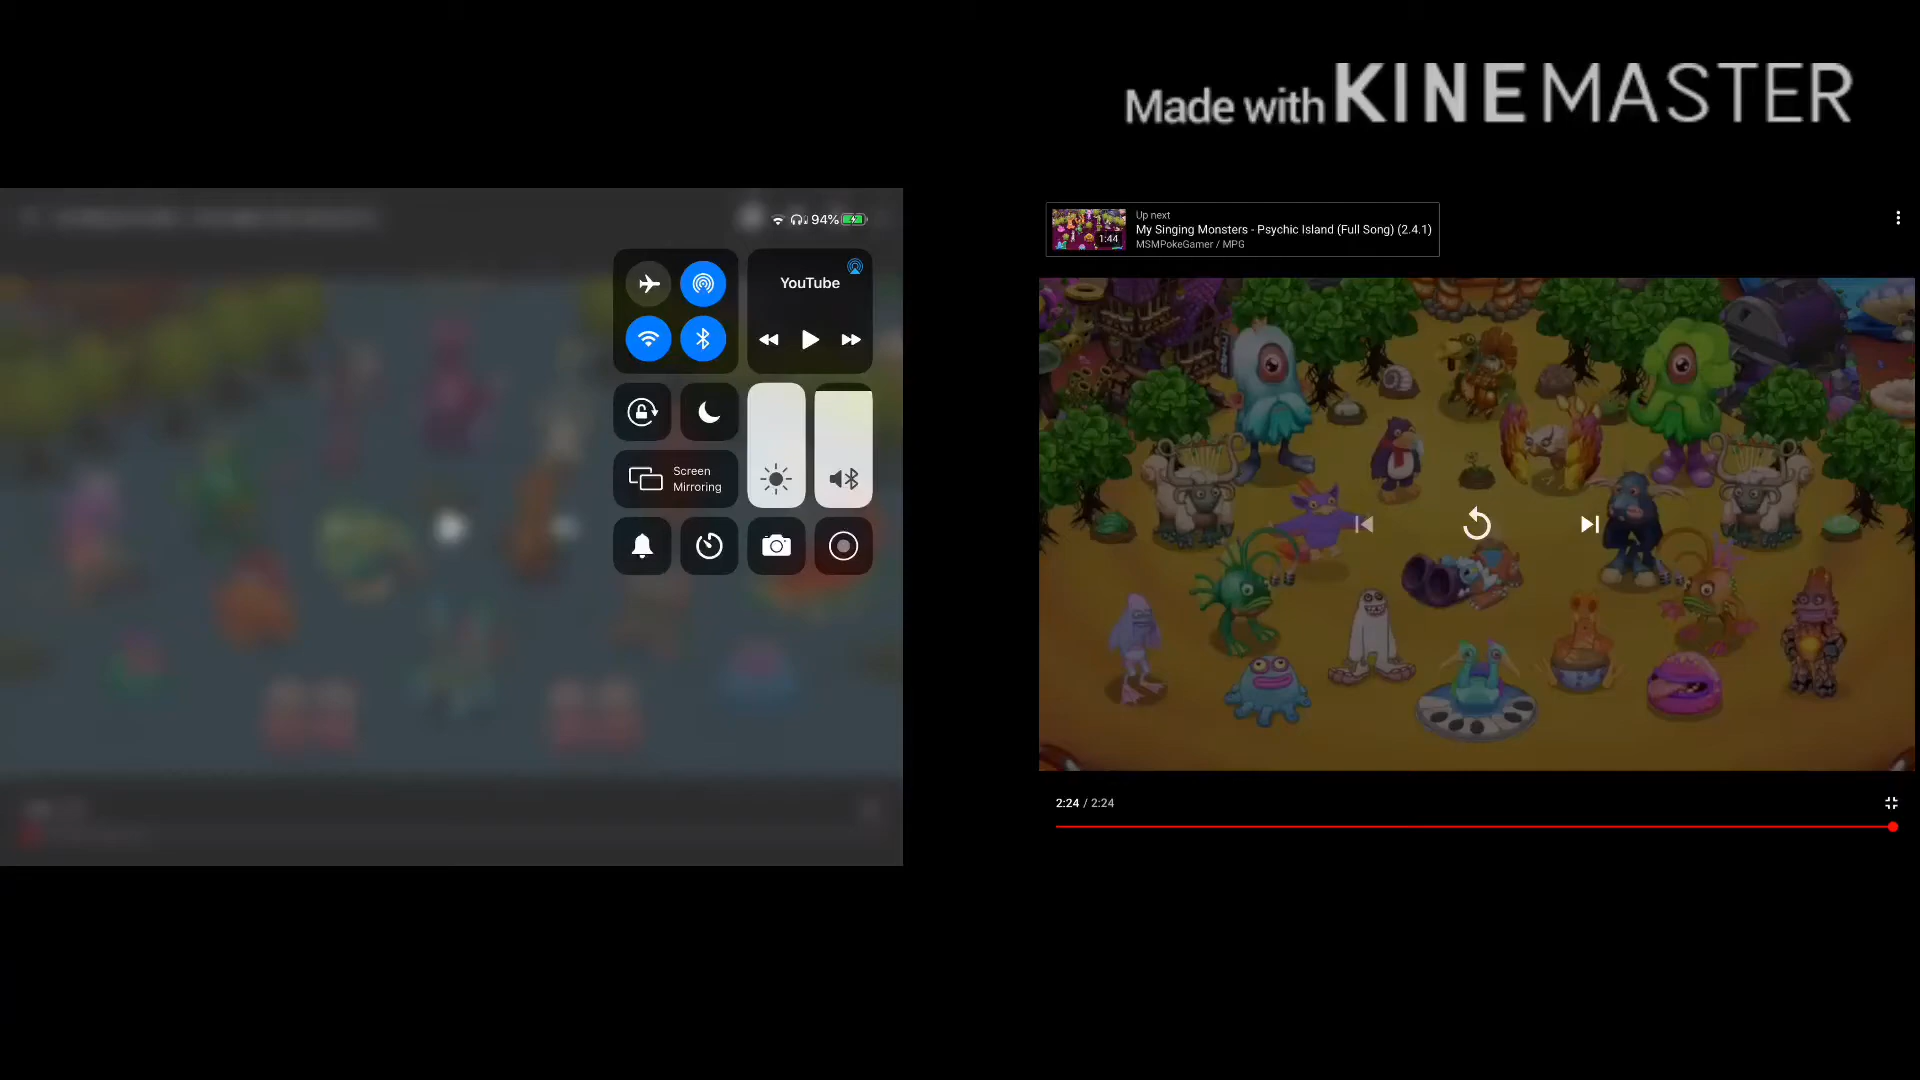 Made with KINEMASTER
94%
YouTube
Screen
Mirroring
Up next
My Singing Monsters - Psychic Island (Full Song) (2.4.1)
MSMPokeGamer / MPG
1:44
2:24 / 2:24